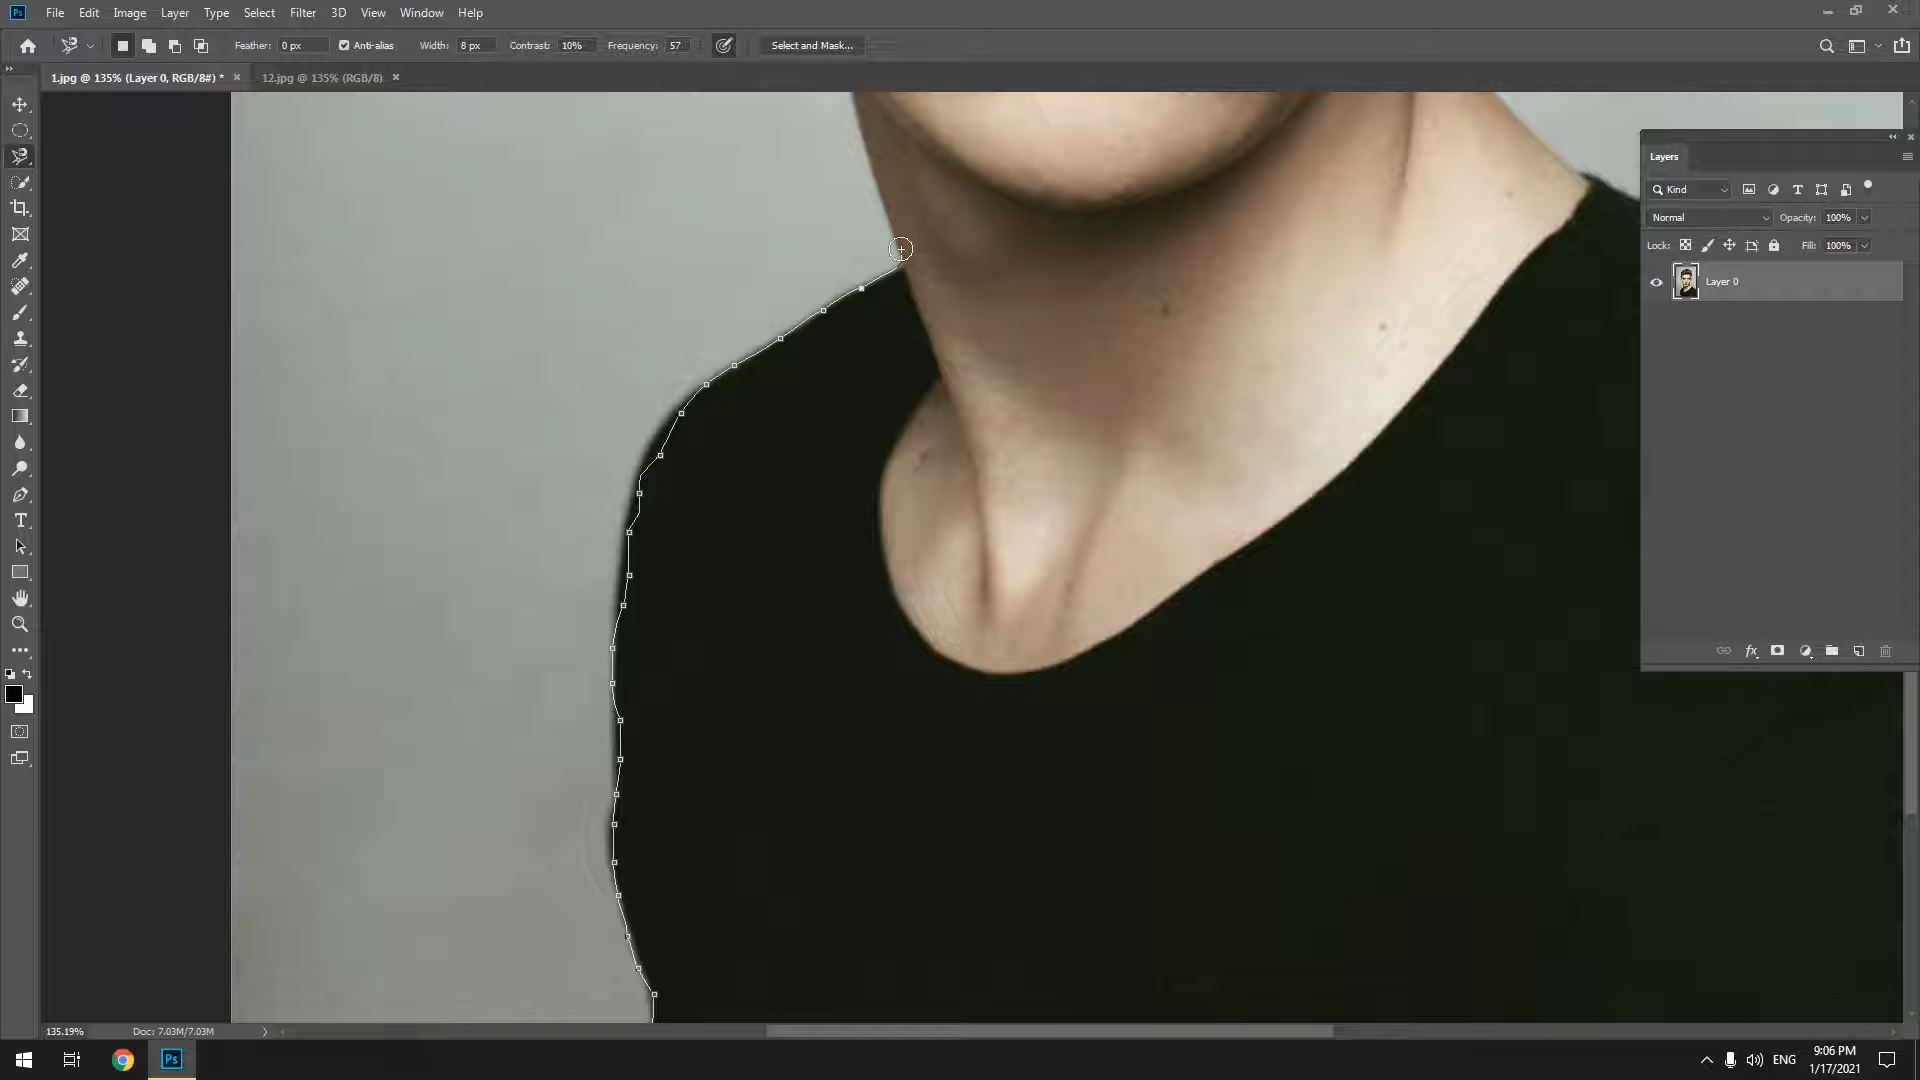 Ps File Edit Image Layer Type Select Filter 3D View Window Help
Feather: 0 px Anti-alias Width: 8 px Contrast: 10% Frequency: 57 Select and Mask...
1.jpg @ 135% (Layer 0, RGB/8#) * 12.jpg @ 135% (RGB/8)
Layers
Kind
Normal Opacity: 100%
Lock: Fill: 100%
Layer 0
fx
T
135.19% Doc: 7.03M/7.03M
Ps
ENG
9:06 PM
1/17/2021